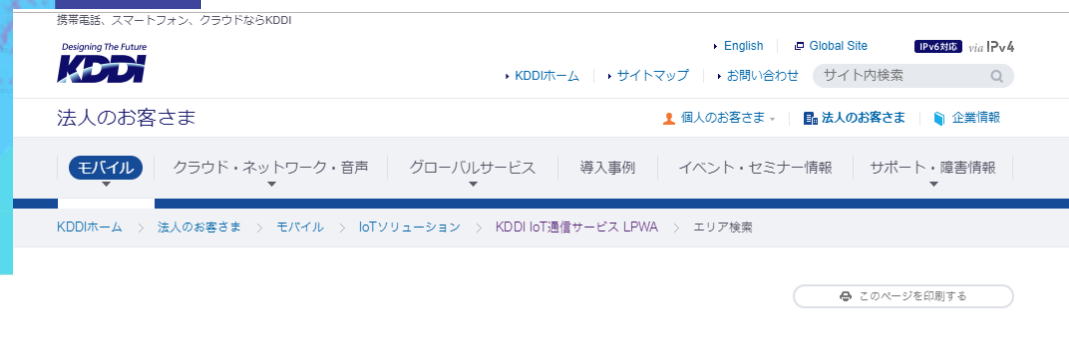 携帯電話、スマートフォン、クラウドならKDDI
Designing The Future
KDDI
English Global Site IPv6対応 via IPv4
KDDIホーム サイトマップ お問い合わせ サイト内検索
法人のお客さま
個人のお客さま 法人のお客さま 企業情報
モバイル クラウド・ネットワーク・音声 グローバルサービス 導入事例 イベント・セミナー情報 サポート・障害情報
KDDIホーム > 法人のお客さま > モバイル > IoTソリューション > KDDI IoT通信サービス LPWA > エリア検索
このページを印刷する